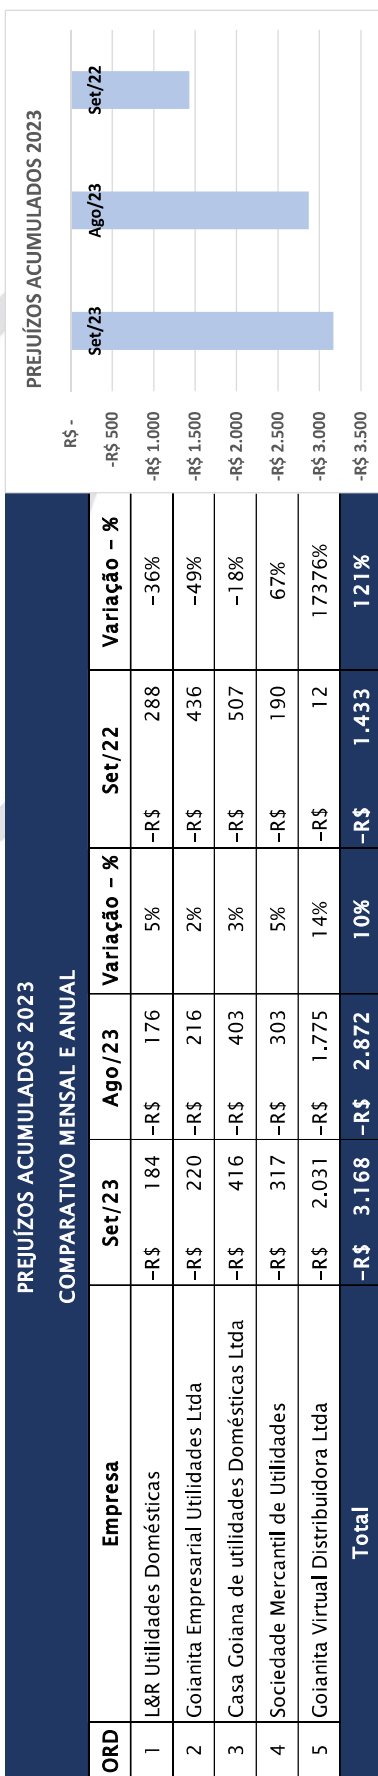 PREJUÍZOS ACUMULADOS 2023
COMPARATIVO MENSAL E ANUAL
ORD Empresa Set/23 Ago/23 Variação – % Set/22 Variação – %
1 L&R Utilidades Domésticas –R$ 184 –R$ 176 5% –R$ 288 –36%
2 Goianita Empresarial Utilidades Ltda –R$ 220 –R$ 216 2% –R$ 436 –49%
3 Casa Goiana de utilidades Domésticas Ltda –R$ 416 –R$ 403 3% –R$ 507 –18%
4 Sociedade Mercantil de Utilidades –R$ 317 –R$ 303 5% –R$ 190 67%
5 Goianita Virtual Distribuidora Ltda –R$ 2.031 –R$ 1.775 14% –R$ 12 17376%
Total –R$ 3.168 –R$ 2.872 10% –R$ 1.433 121%
PREJUÍZOS ACUMULADOS 2023
R$ -
Set/23 Ago/23 Set/22
-R$ 500
-R$ 1.000
-R$ 1.500
-R$ 2.000
-R$ 2.500
-R$ 3.000
-R$ 3.500